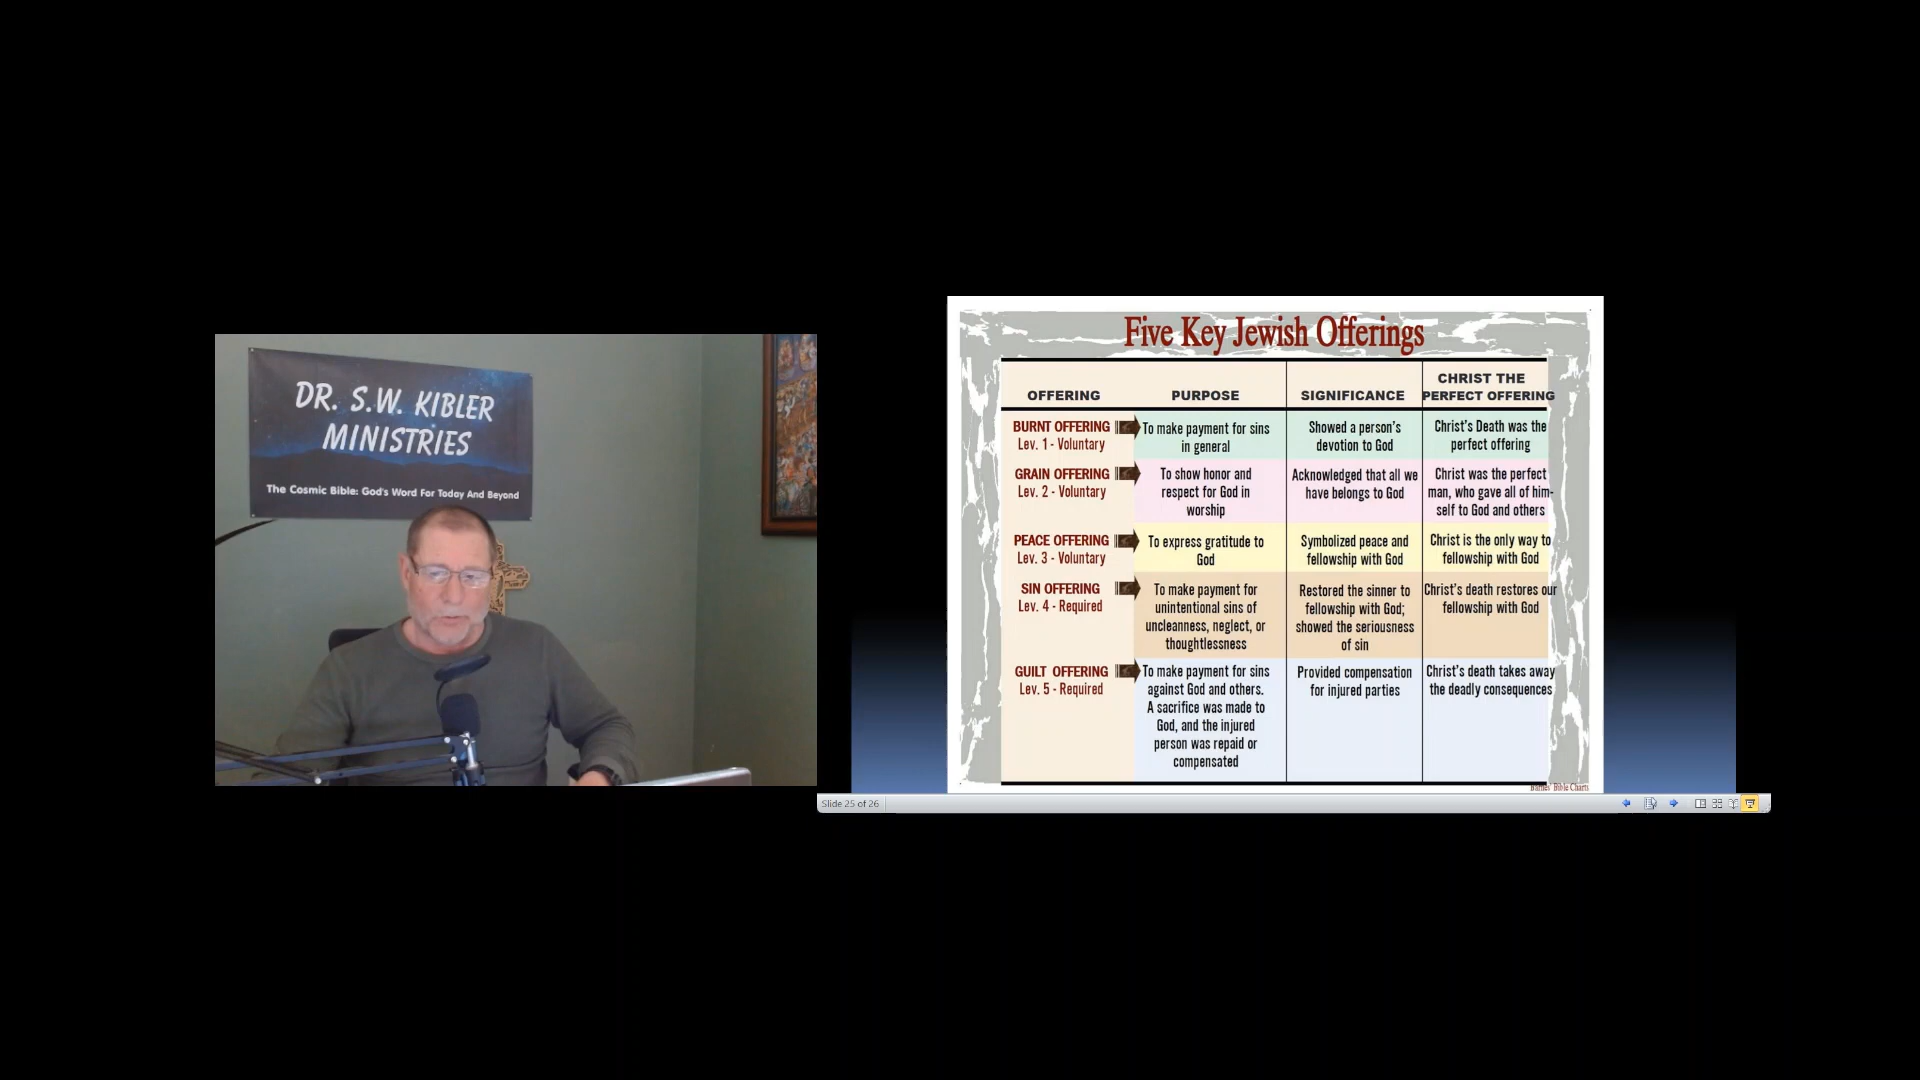 DR. S.W. KIBLER
MINISTRIES
The Cosmic Bible: God's Word For Today And Beyond
Five Key Jewish Offerings
OFFERING
PURPOSE
SIGNIFICANCE
CHRIST THE
PERFECT OFFERING
BURNT OFFERING
Lev. 1 - Voluntary
To make payment for sins
in general
Showed a person's
devotion to God
Christ's Death was the
perfect offering
GRAIN OFFERING
Lev. 2 - Voluntary
To show honor and
respect for God in
worship
Acknowledged that all we
have belongs to God
Christ was the perfect
man, who gave all of him-
self to God and others
PEACE OFFERING
Lev. 3 - Voluntary
To express gratitude to
God
Symbolized peace and
fellowship with God
Christ is the only way to
fellowship with God
SIN OFFERING
Lev. 4 - Required
To make payment for
unintentional sins of
uncleanness, neglect, or
thoughtlessness
Restored the sinner to
fellowship with God;
showed the seriousness
of sin
Christ's death restores our
fellowship with God
GUILT OFFERING
Lev. 5 - Required
To make payment for sins
against God and others.
A sacrifice was made to
God, and the injured
person was repaid or
compensated
Provided compensation
for injured parties
Christ's death takes away
the deadly consequences
Barnes' Bible Charts
Slide 25 of 26